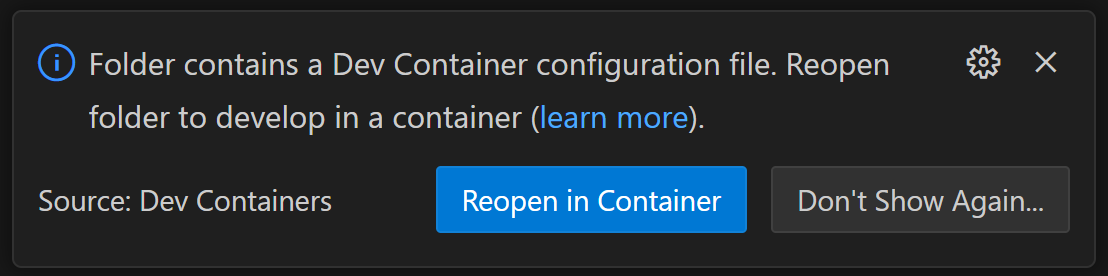 Folder contains a Dev Container configuration file. Reopen
folder to develop in a container (learn more).
Source: Dev Containers
Reopen in Container
Don't Show Again...